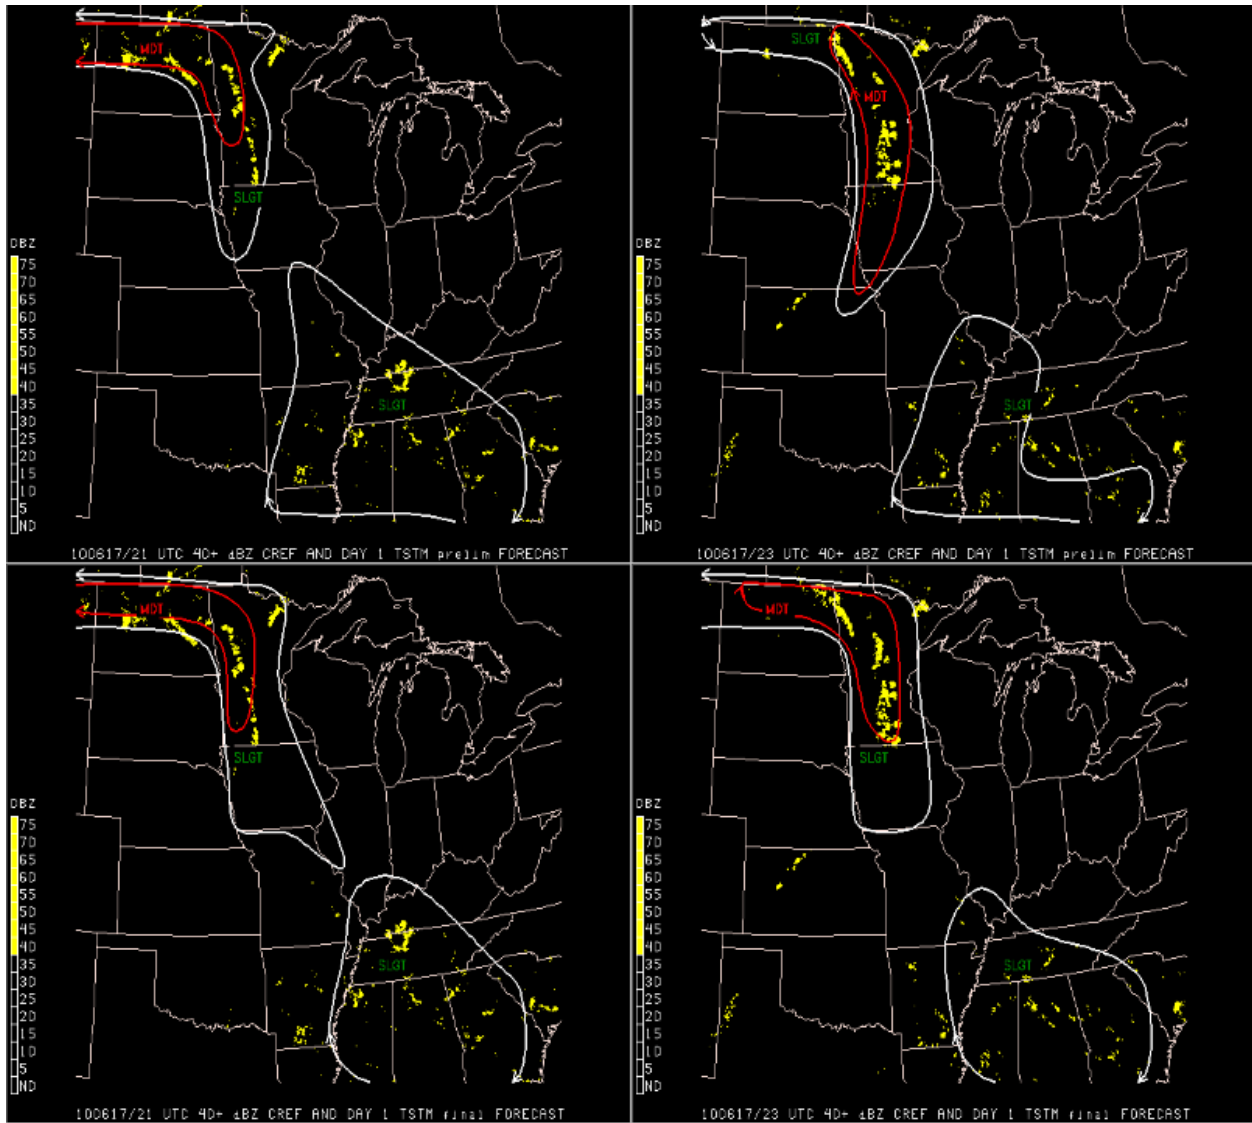 MDT
SLGT
SLGT
DBZ
75
70
65
60
55
50
45
40
35
30
25
20
15
10
5
ND
100617/21 UTC 40+ dBZ CREF AND DAY 1 TSTM prelim FORECAST
SLGT
MDT
SLGT
DBZ
75
70
65
60
55
50
45
40
35
30
25
20
15
10
5
ND
100617/23 UTC 40+ dBZ CREF AND DAY 1 TSTM prelim FORECAST
MDT
SLGT
SLGT
DBZ
75
70
65
60
55
50
45
40
35
30
25
20
15
10
5
ND
100617/21 UTC 40+ dBZ CREF AND DAY 1 TSTM final FORECAST
MDT
SLGT
SLGT
DBZ
75
70
65
60
55
50
45
40
35
30
25
20
15
10
5
ND
100617/23 UTC 40+ dBZ CREF AND DAY 1 TSTM final FORECAST